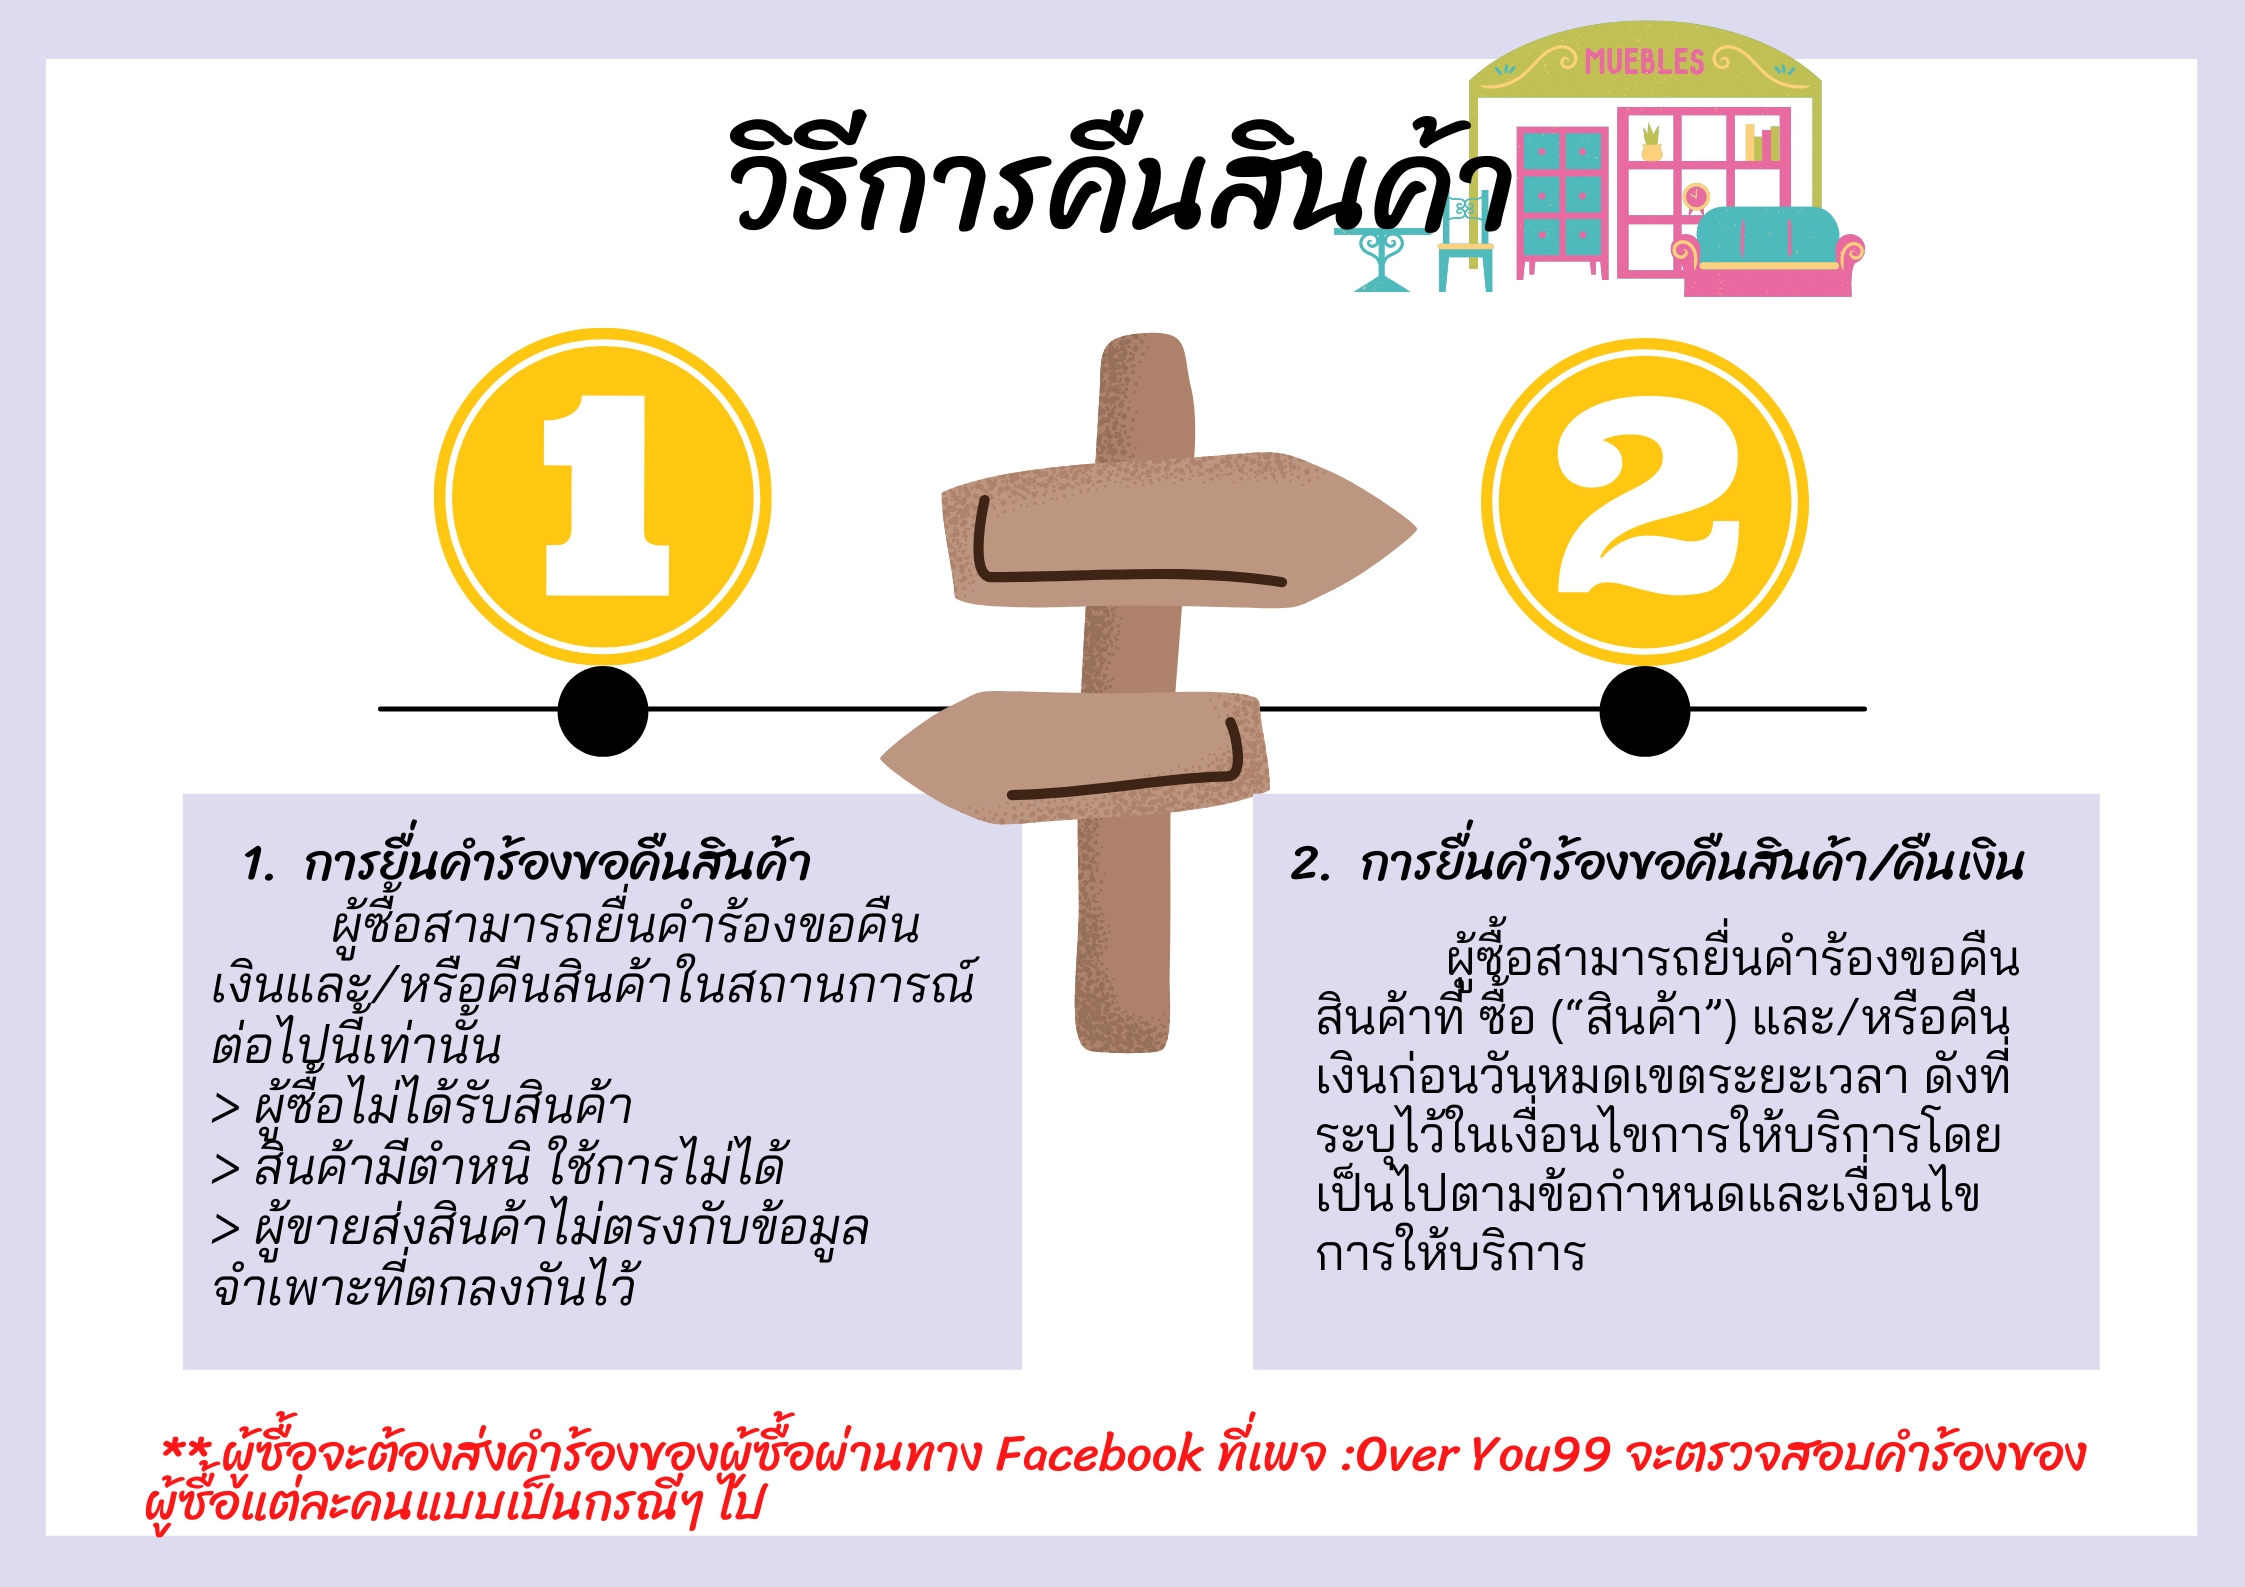 MUEBLES
วิธีการคืนสินค้า
1
2
1. การยื่นคำร้องขอคืนสินค้า
ผู้ซื้อสามารถยื่นคำร้องขอคืน
เงินและ/หรือคืนสินค้าในสถานการณ์
ต่อไปนี้เท่านั้น
> ผู้ซื้อไม่ได้รับสินค้า
> สินค้ามีตำหนิ ใช้การไม่ได้
> ผู้ขายส่งสินค้าไม่ตรงกับข้อมูล
จำเพาะที่ตกลงกันไว้
2. การยื่นคำร้องขอคืนสินค้า/คืนเงิน
ผู้ซื้อสามารถยื่นคำร้องขอคืน
สินค้าที่ ซื้อ (“สินค้า”) และ/หรือคืน
เงินก่อนวันหมดเขตระยะเวลา ดังที่
ระบุไว้ในเงื่อนไขการให้บริการโดย
เป็นไปตามข้อกำหนดและเงื่อนไข
การให้บริการ
** ผู้ซื้อจะต้องส่งคำร้องของผู้ซื้อผ่านทาง Facebook ที่เพจ :Over You99 จะตรวจสอบคำร้องของ
ผู้ซื้อแต่ละคนแบบเป็นกรณีๆ ไป